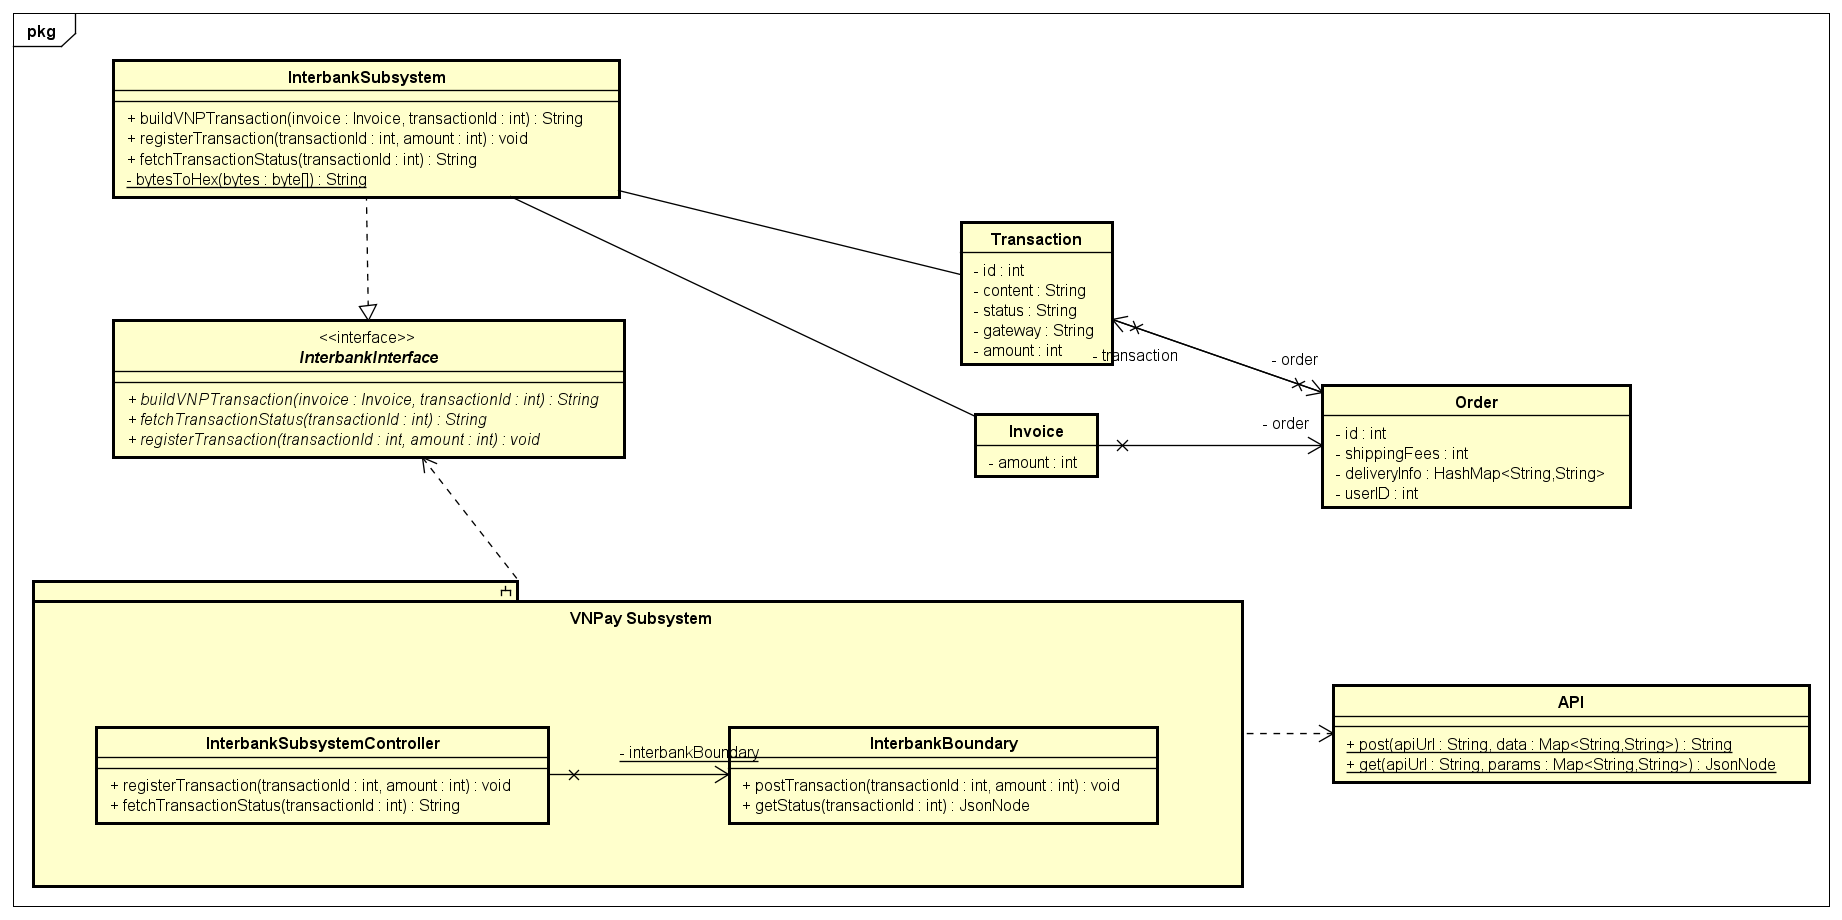 pkg
InterbankSubsystem
+ buildVNPTransaction(invoice : Invoice, transactionId : int) : String
+ registerTransaction(transactionId : int, amount : int) : void
+ fetchTransactionStatus(transactionId : int) : String
- bytesToHex(bytes : byte[]) : String
Transaction
- id : int
- content : String
- status : String
- gateway : String
- amount : int
- transaction
- order
<<interface>>
InterbankInterface
+ buildVNPTransaction(invoice : Invoice, transactionId : int) : String
+ fetchTransactionStatus(transactionId : int) : String
+ registerTransaction(transactionId : int, amount : int) : void
Invoice
- amount : int
- order
Order
- id : int
- shippingFees : int
- deliveryInfo : HashMap<String,String>
- userID : int
VNPay Subsystem
InterbankSubsystemController
+ registerTransaction(transactionId : int, amount : int) : void
+ fetchTransactionStatus(transactionId : int) : String
- interbankBoundary
InterbankBoundary
+ postTransaction(transactionId : int, amount : int) : void
+ getStatus(transactionId : int) : JsonNode
API
+ post(apiUrl : String, data : Map<String,String>) : String
+ get(apiUrl : String, params : Map<String,String>) : JsonNode